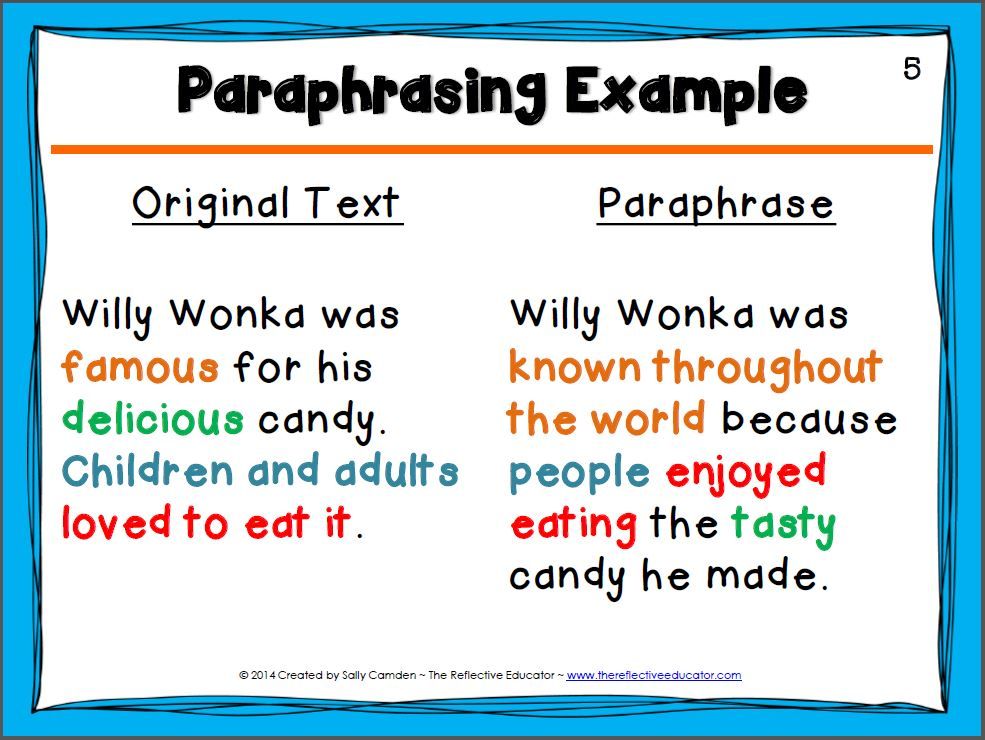 Paraphrasing Example
5
Original Text
Willy Wonka was
famous for his
delicious candy.
Children and adults
loved to eat it.
Paraphrase
Willy Wonka was
known throughout
the world because
people enjoyed
eating the tasty
candy he made.
© 2014 Created by Sally Camden ~ The Reflective Educator ~ www.thereflectiveeducator.com